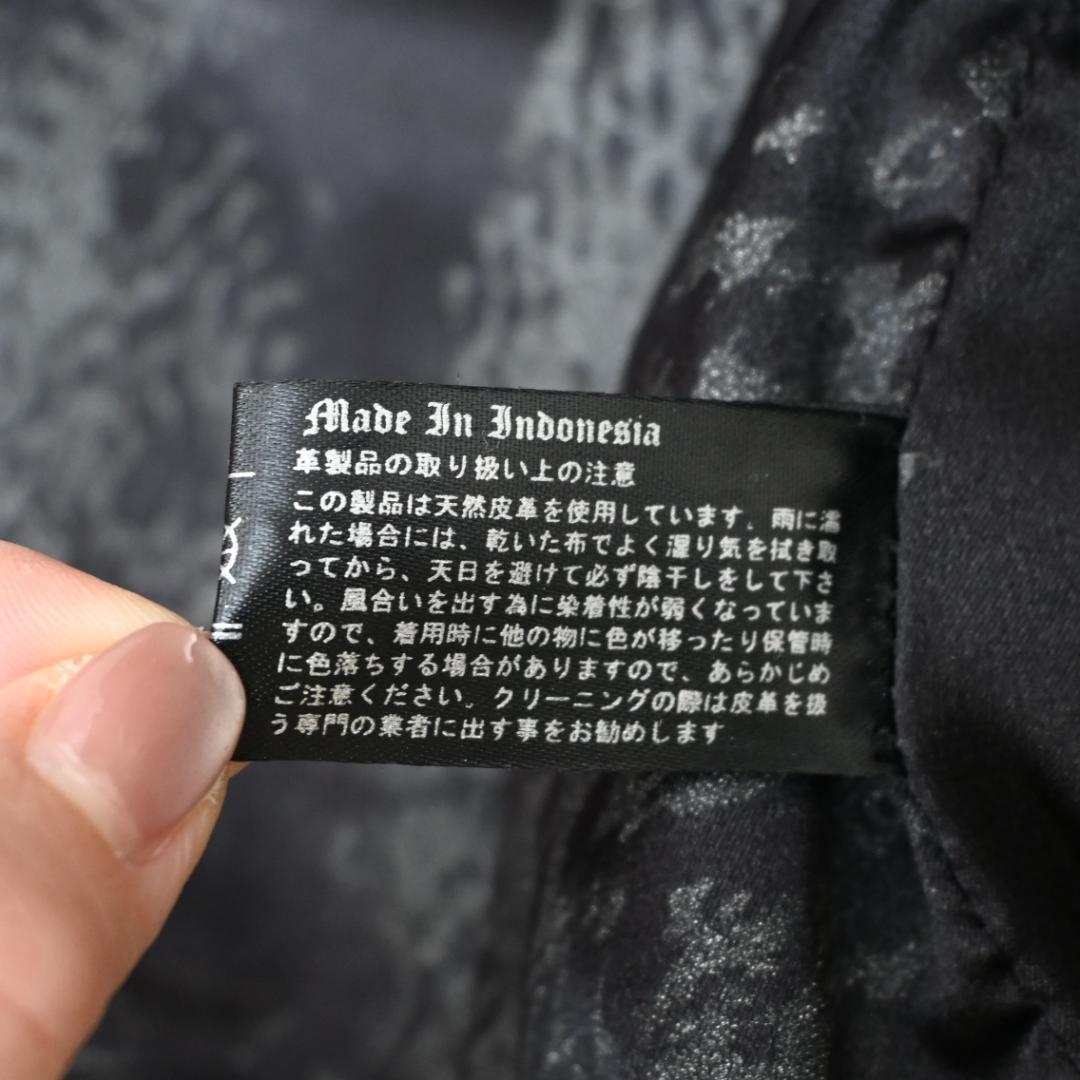 Made In Indonesia
革製品の取り扱い上の注意
この製品は天然皮革を使用しています。雨に濡
れた場合には、乾いた布でよく湿り気を拭き取
ってから、天日を避けて必ず陰干しをして下さ
い。風合いを出す為に染着性が弱くなっていま
すので、着用時に他の物に色が移ったり保管時
に色落ちする場合がありますので、あらかじめ
ご注意ください。クリーニングの際は皮革を扱
う専門の業者に出す事をお勧めします